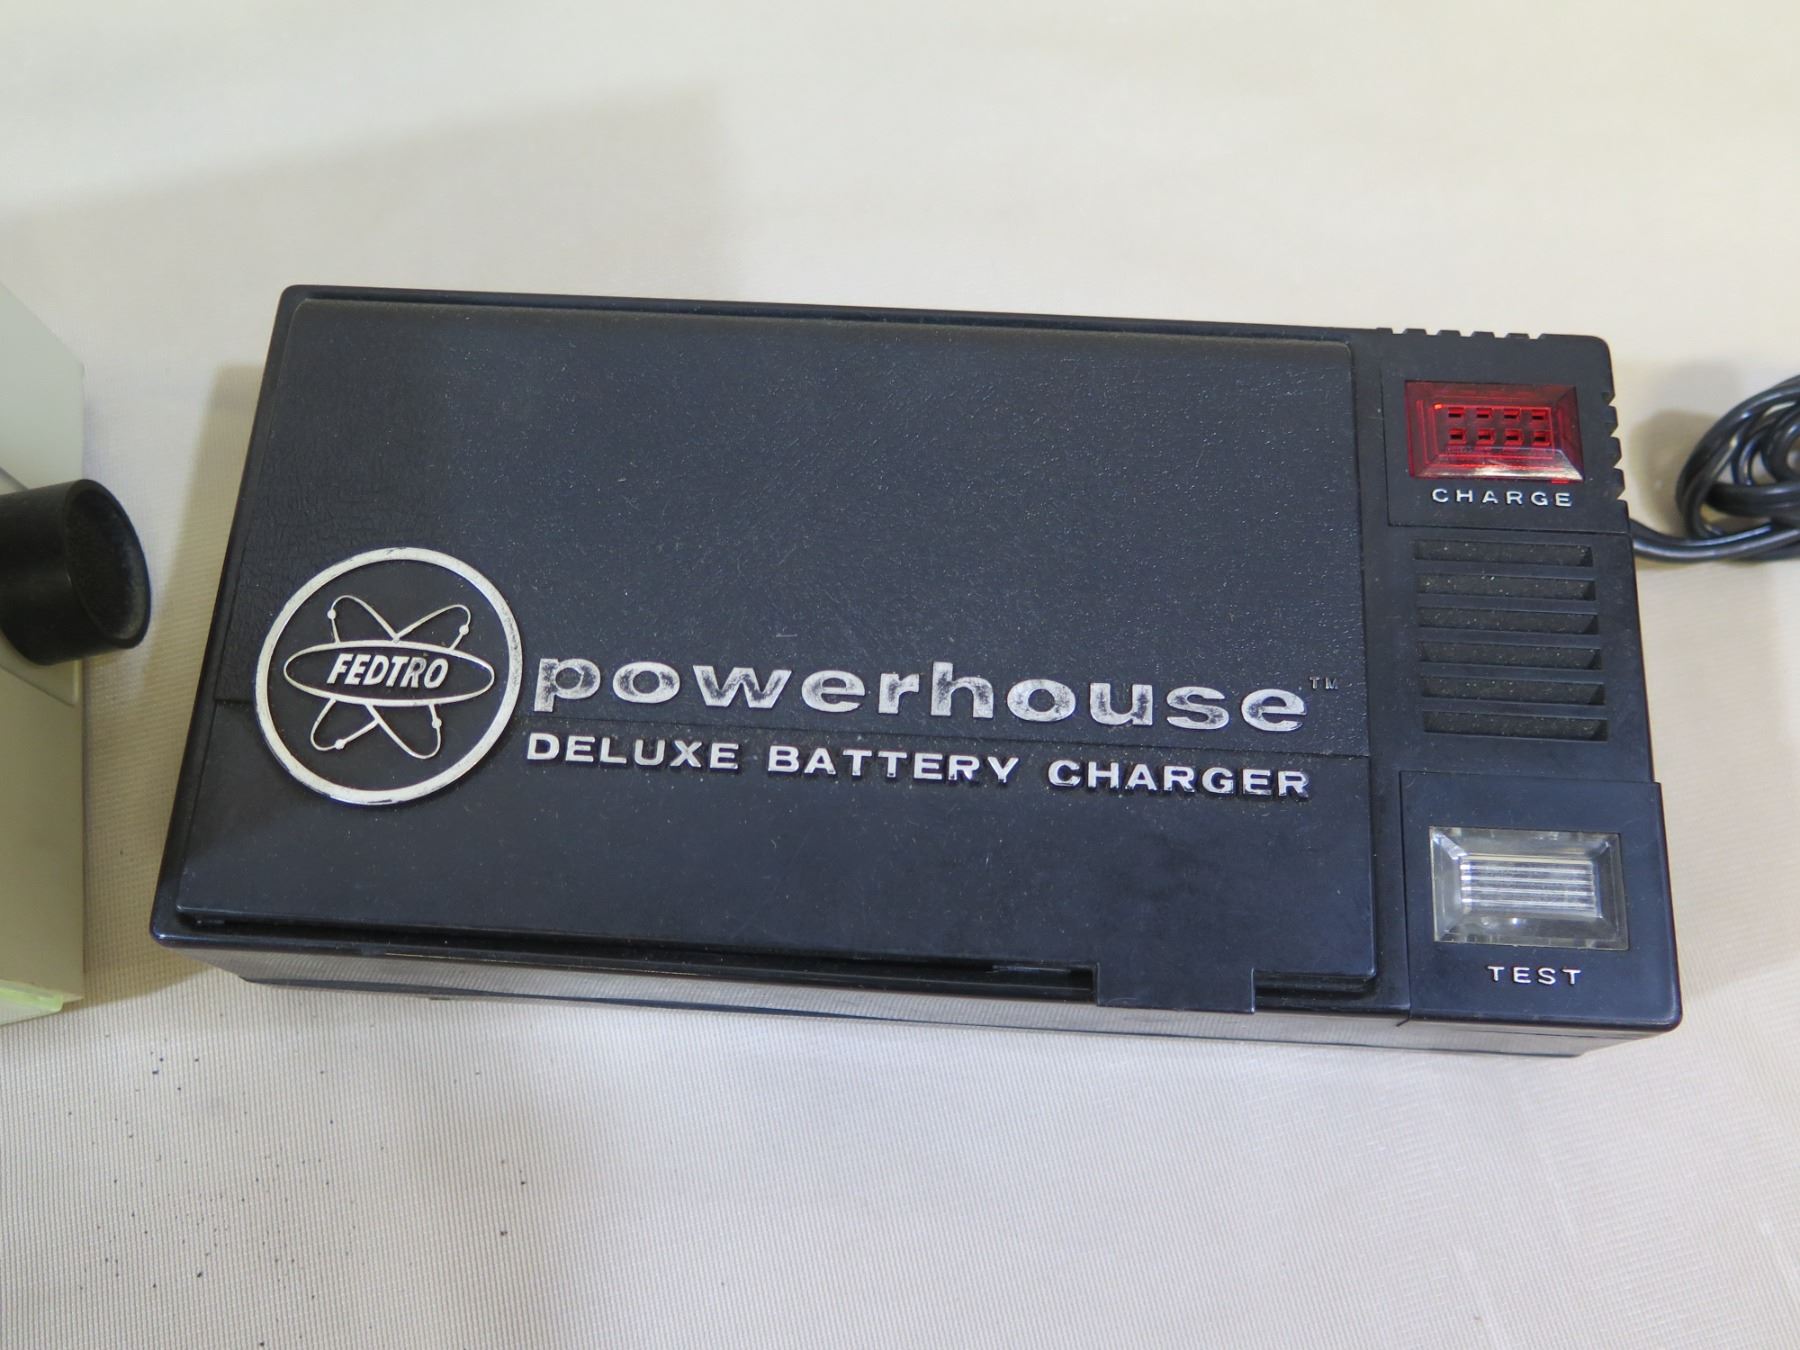 CHARGE
FEDTRO
powerhouse™
DELUXE BATTERY CHARGER
TEST